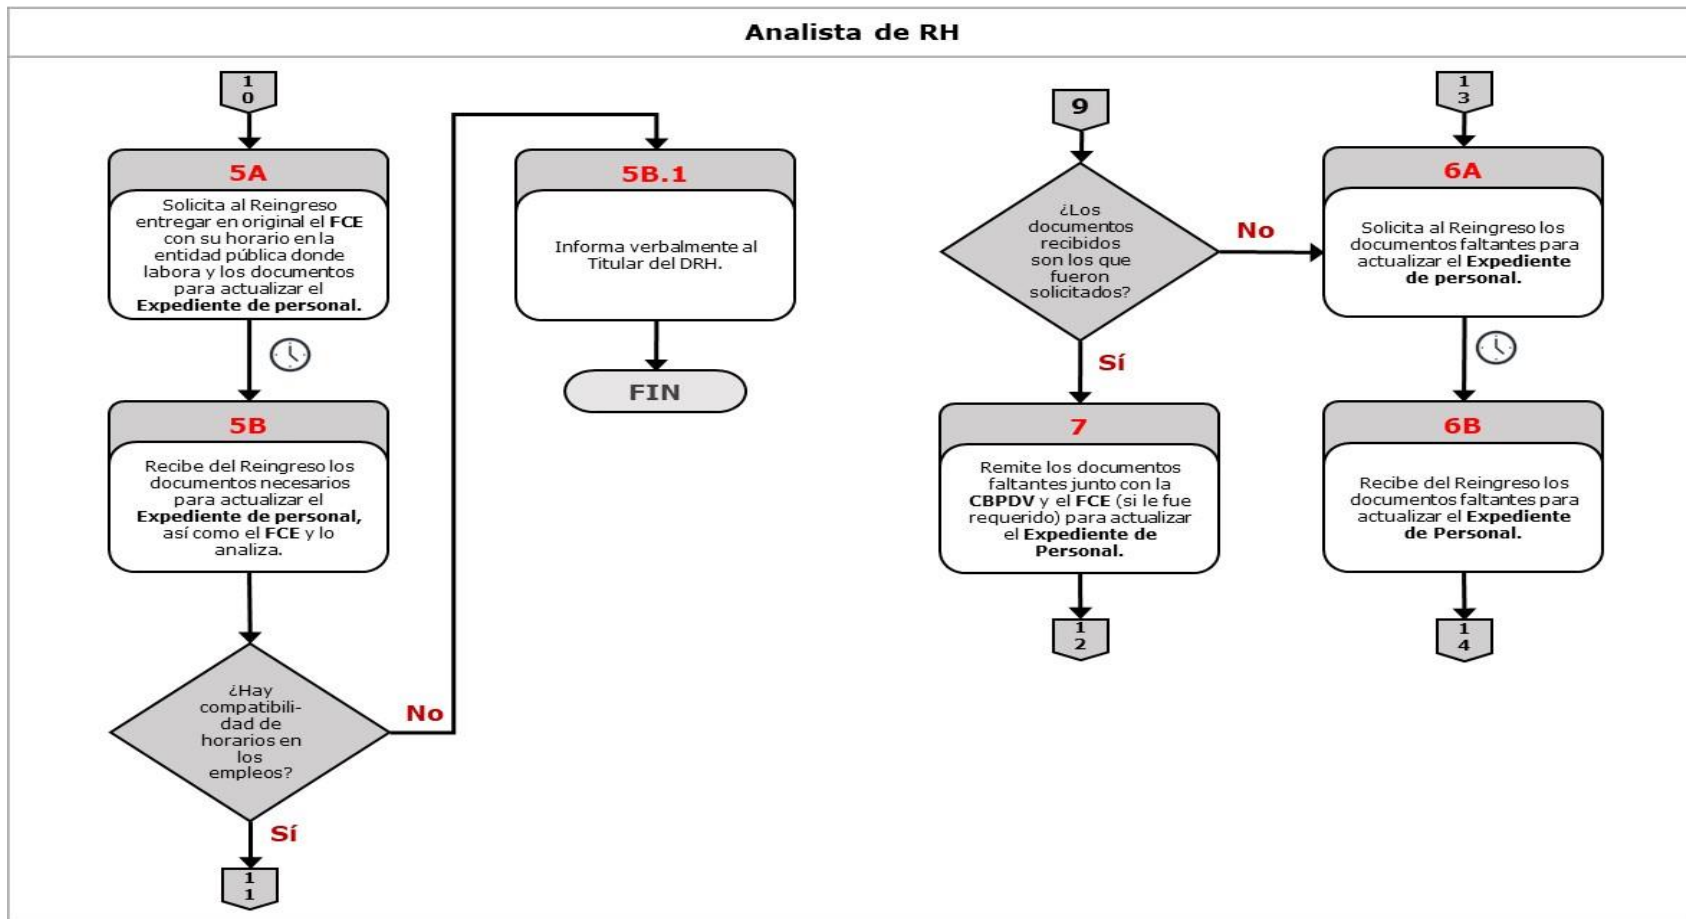 Analista de RH
1
0
5A
Solicita al Reingreso
entregar en original el FCE
con su horario en la
entidad pública donde
labora y los documentos
para actualizar el
Expediente de personal.
5B
Recibe del Reingreso los
documentos necesarios
para actualizar el
Expediente de personal,
así como el FCE y lo
analiza.
¿Hay
compatibili-
dad de
horarios en
los
empleos?
No
Sí
1
1
5B.1
Informa verbalmente al
Titular del DRH.
FIN
9
¿Los
documentos
recibidos
son los que
fueron
solicitados?
No
Sí
7
Remite los documentos
faltantes junto con la
CBPDV y el FCE (si le fue
requerido) para actualizar
el Expediente de
Personal.
1
2
1
3
6A
Solicita al Reingreso los
documentos faltantes para
actualizar el Expediente
de personal.
6B
Recibe del Reingreso los
documentos faltantes para
actualizar el Expediente
de Personal.
1
4